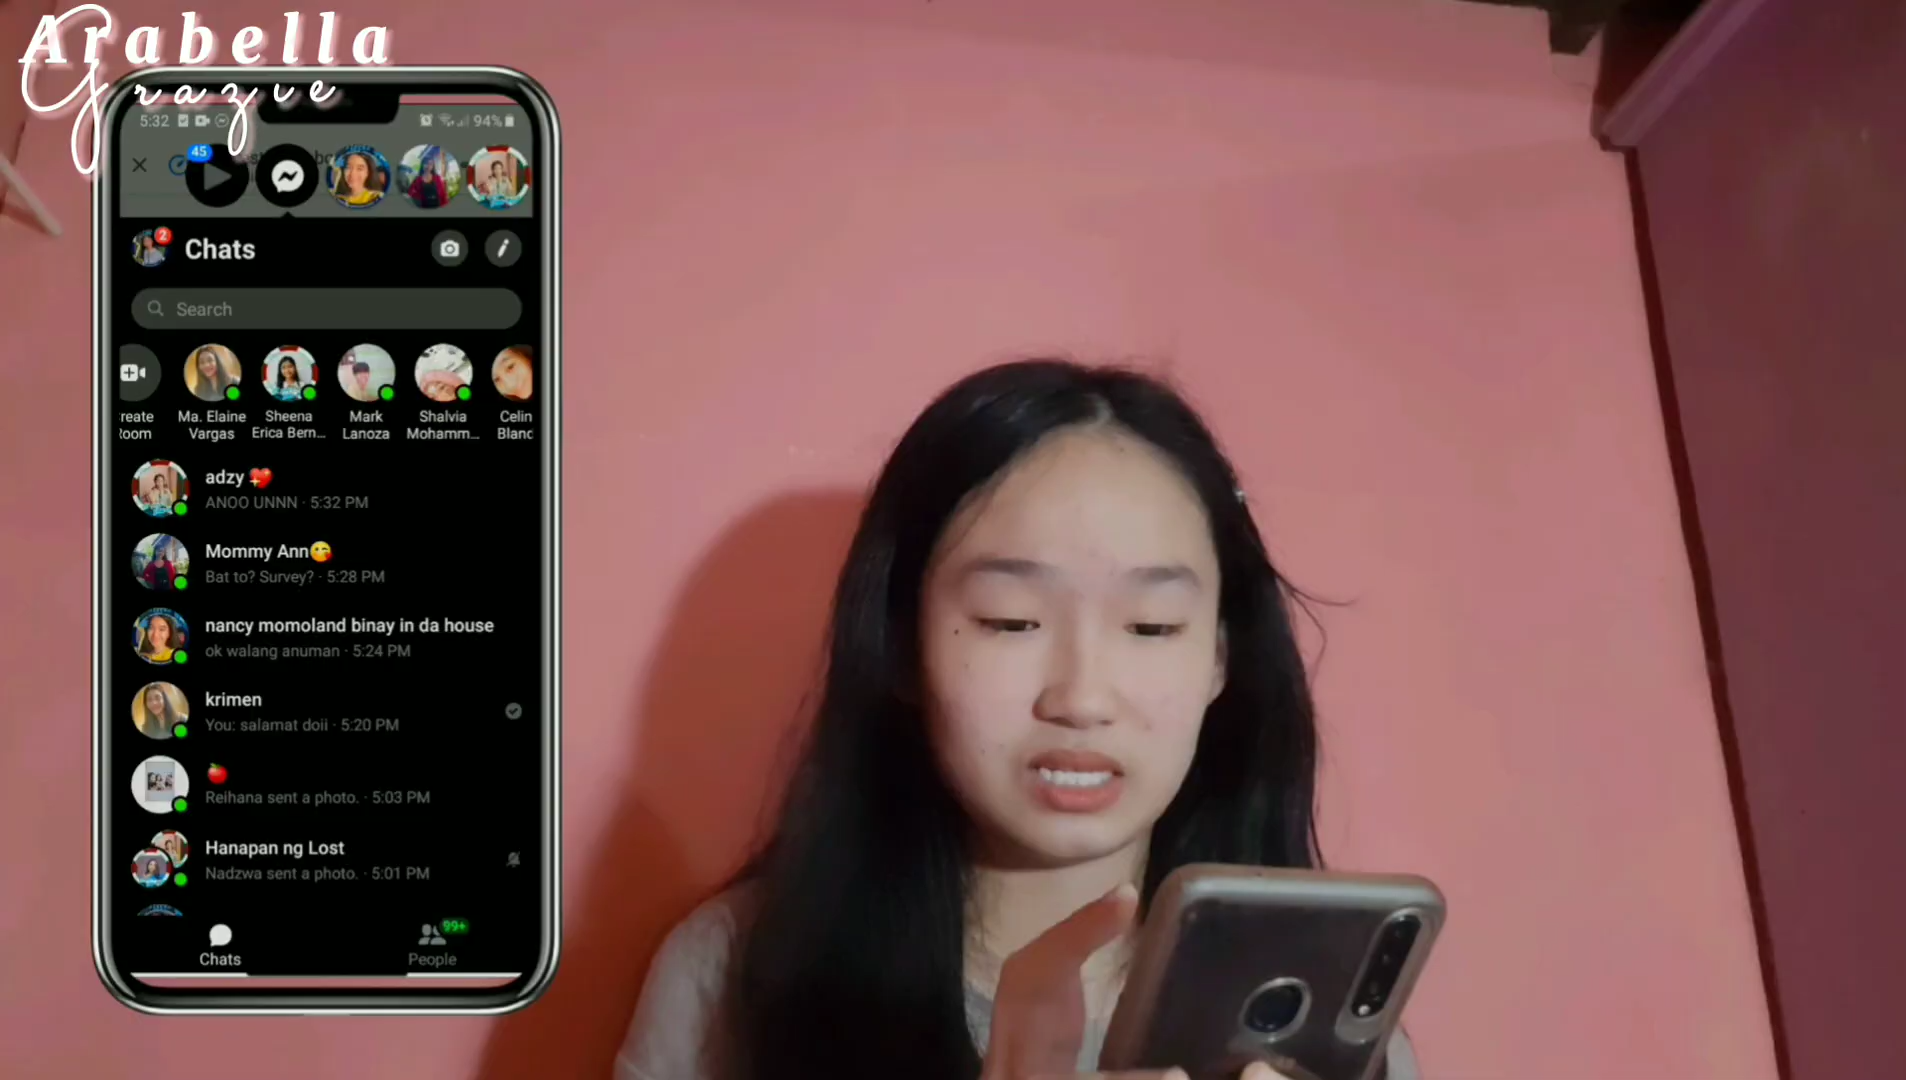 Arabella
Grazie
5:32
94%
45
2
Chats
Search
reate
oom
Ma. Elaine
Vargas
Sheena
Erica Bern...
Mark
Lanoza
Shalvia
Mohamm...
Celin
Bland
adzy 💖
ANOO UNNN · 5:32 PM
Mommy Ann😘
Bat to? Survey? · 5:28 PM
nancy momoland binay in da house
ok walang anuman · 5:24 PM
krimen
You: salamat doii · 5:20 PM
🍎
Reihana sent a photo. · 5:03 PM
Hanapan ng Lost
Nadzwa sent a photo. · 5:01 PM
99+
Chats
People